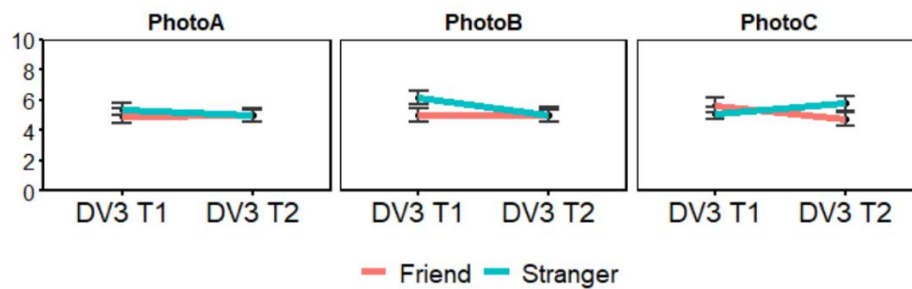 PhotoA PhotoB PhotoC
10
8
6
4
2
0
DV3 T1 DV3 T2 DV3 T1 DV3 T2 DV3 T1 DV3 T2
Friend Stranger